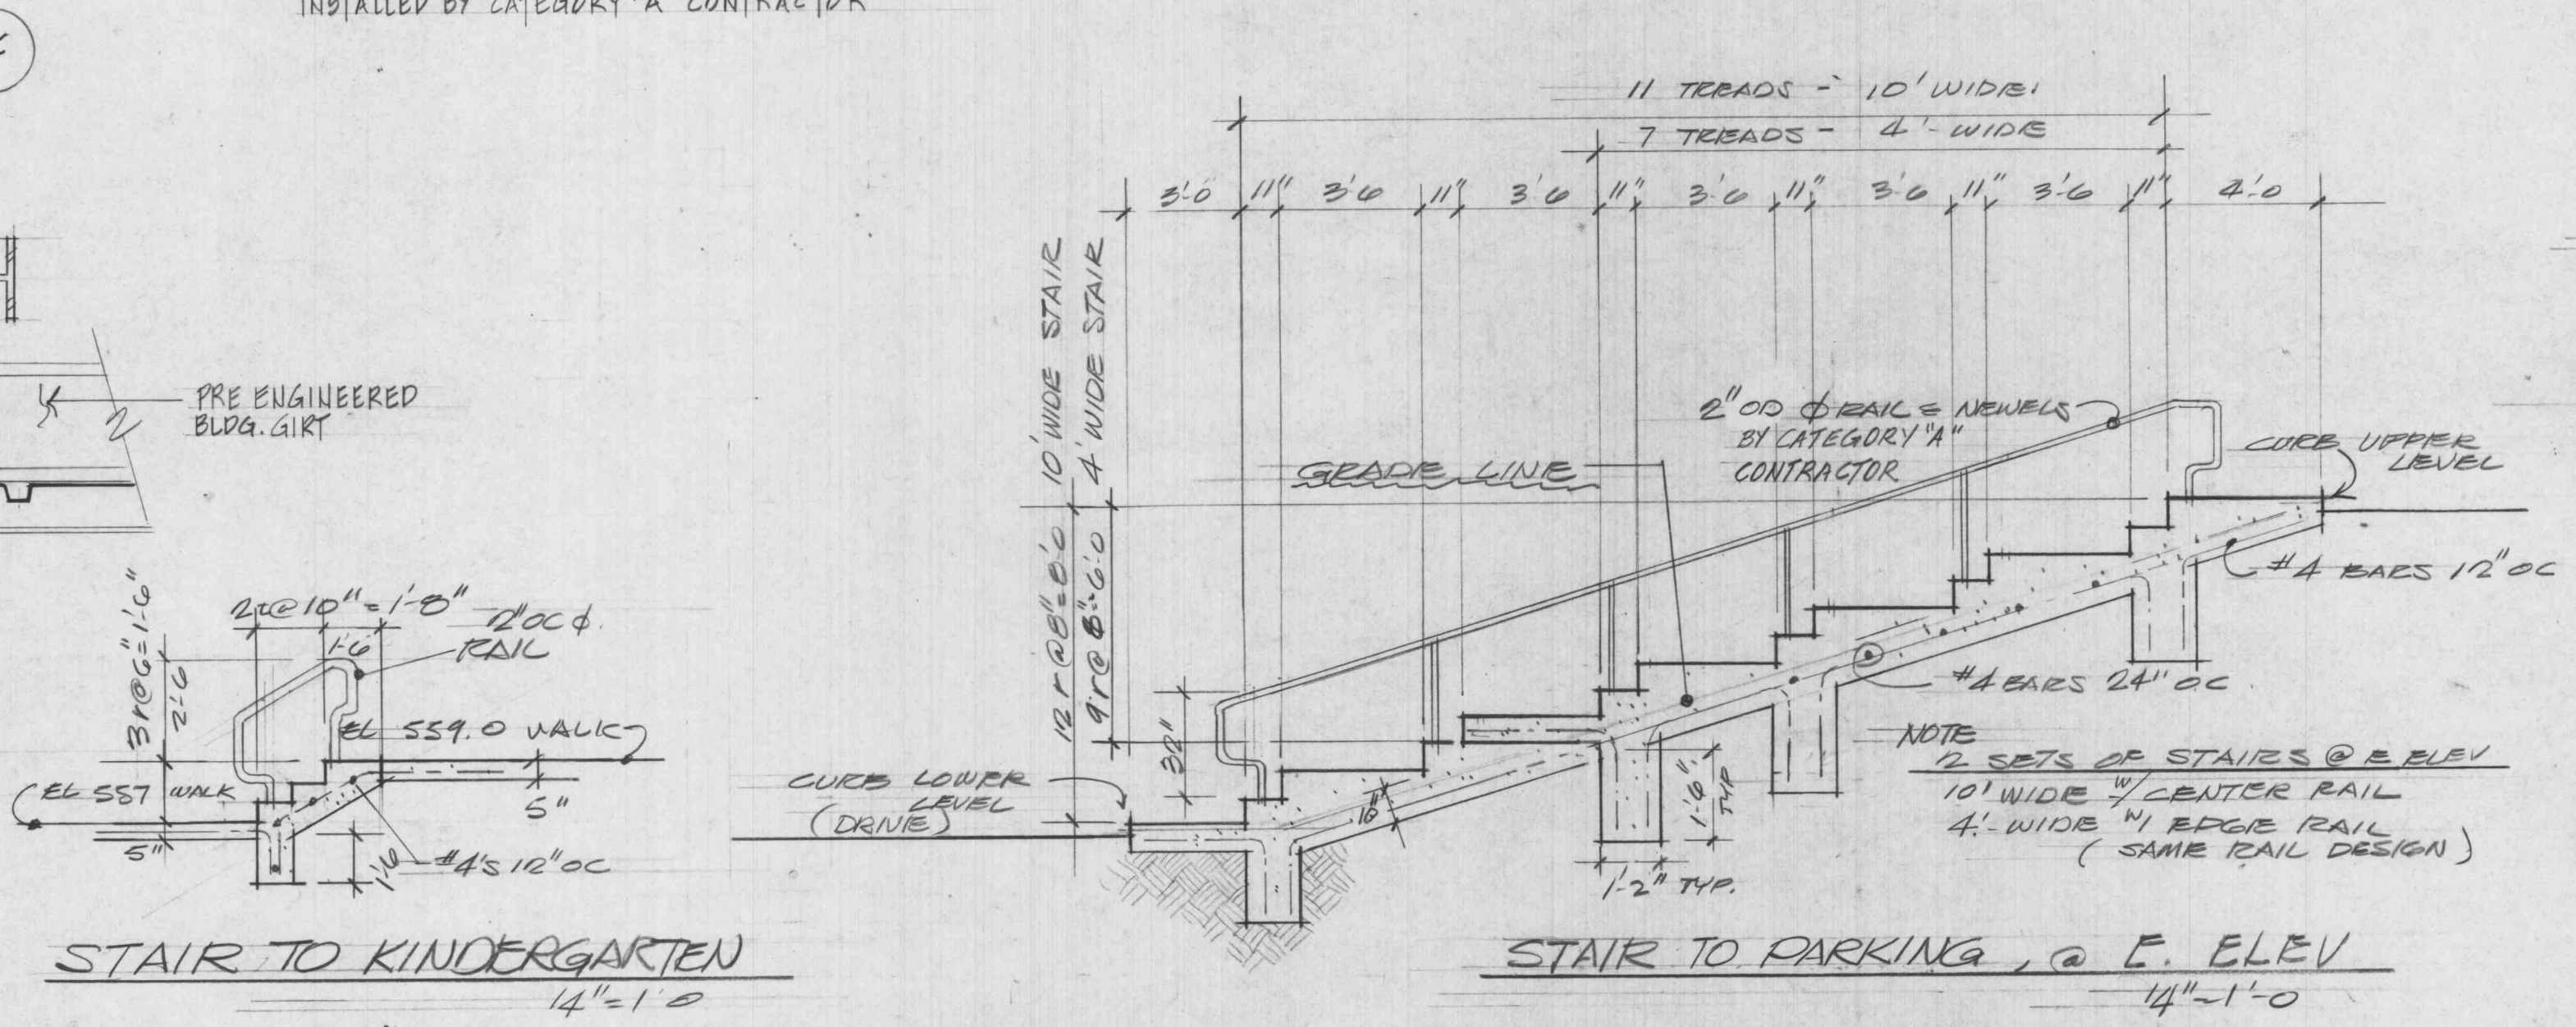 INSTALLED BY CATEGORY "A" CONTRACTOR
PRE ENGINEERED
BLDG. GIRT
2t@10"=1'-8"
2" OC ϕ.
RAIL
1'-6
3r@6"=1'-6"
2'-6
EL 559.0 WALK
EL 557 WALK
5"
5"
1'-6
#4'S 12" OC
STAIR TO KINDERGARTEN
1/4"=1'-0
11 TREADS - 10' WIDE
7 TREADS - 4'-WIDE
3'-0 11" 3'-6 11" 3'-6 11" 3'-6 11" 3'-6 11" 3'-6 11" 4'-0
10' WIDE STAIR
4' WIDE STAIR
12 r @8"=8'-0
9 r @ 8"=6'-0
2" OD ϕ RAIL & NEWELS
BY CATEGORY "A"
CONTRACTOR
GRADE LINE
CURB UPPER
LEVEL
#4 BARS 12" OC
#4 BARS 24" OC
32"
CURB LOWER
LEVEL
(DRIVE)
10"
1'-6"
TYP
1'-2" TYP.
NOTE
2 SETS OF STAIRS @ E ELEV
10' WIDE W/ CENTER RAIL
4'-WIDE W/ EDGE RAIL
(SAME RAIL DESIGN)
STAIR TO PARKING, @ E. ELEV
1/4"=1'-0